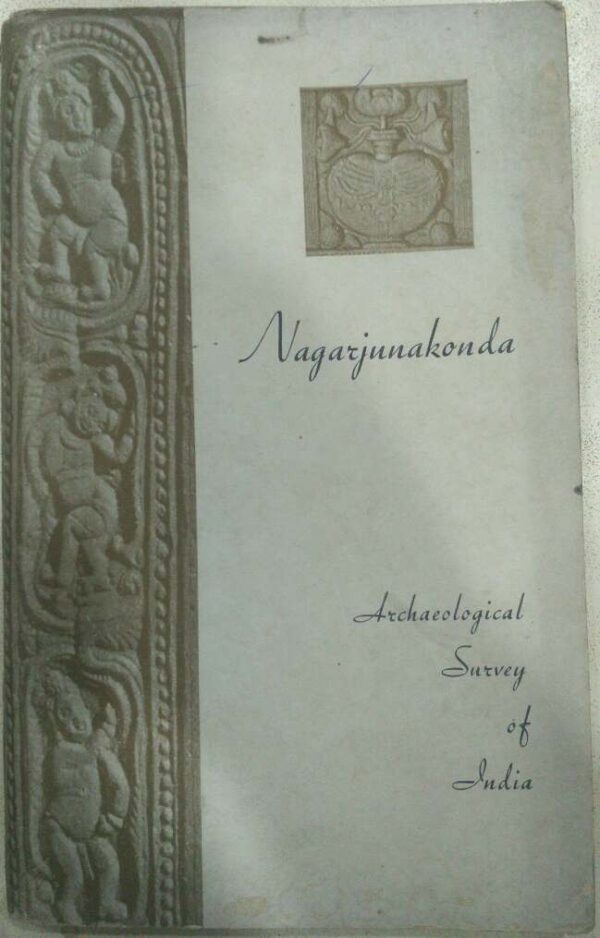 Nagarjunakonda
Archaeological
Survey
of
India